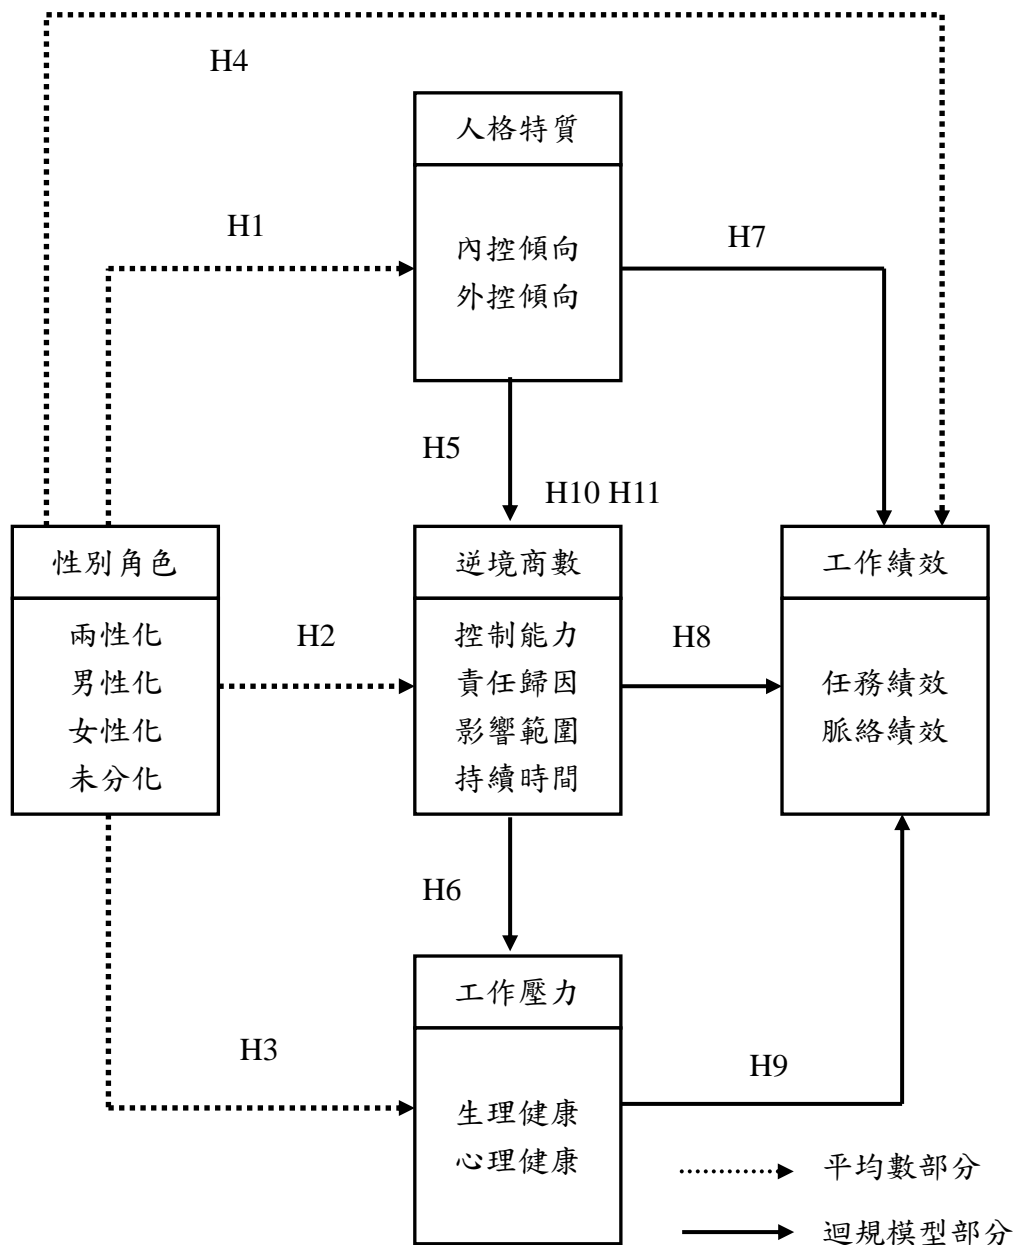 H4
人格特質
H1
內控傾向
外控傾向
H7
H5
H10 H11
性別角色
兩性化
男性化
女性化
未分化
H2
逆境商數
控制能力
責任歸因
影響範圍
持續時間
H8
工作績效
任務績效
脈絡績效
H6
工作壓力
H3
生理健康
心理健康
H9
平均數部分
迴規模型部分